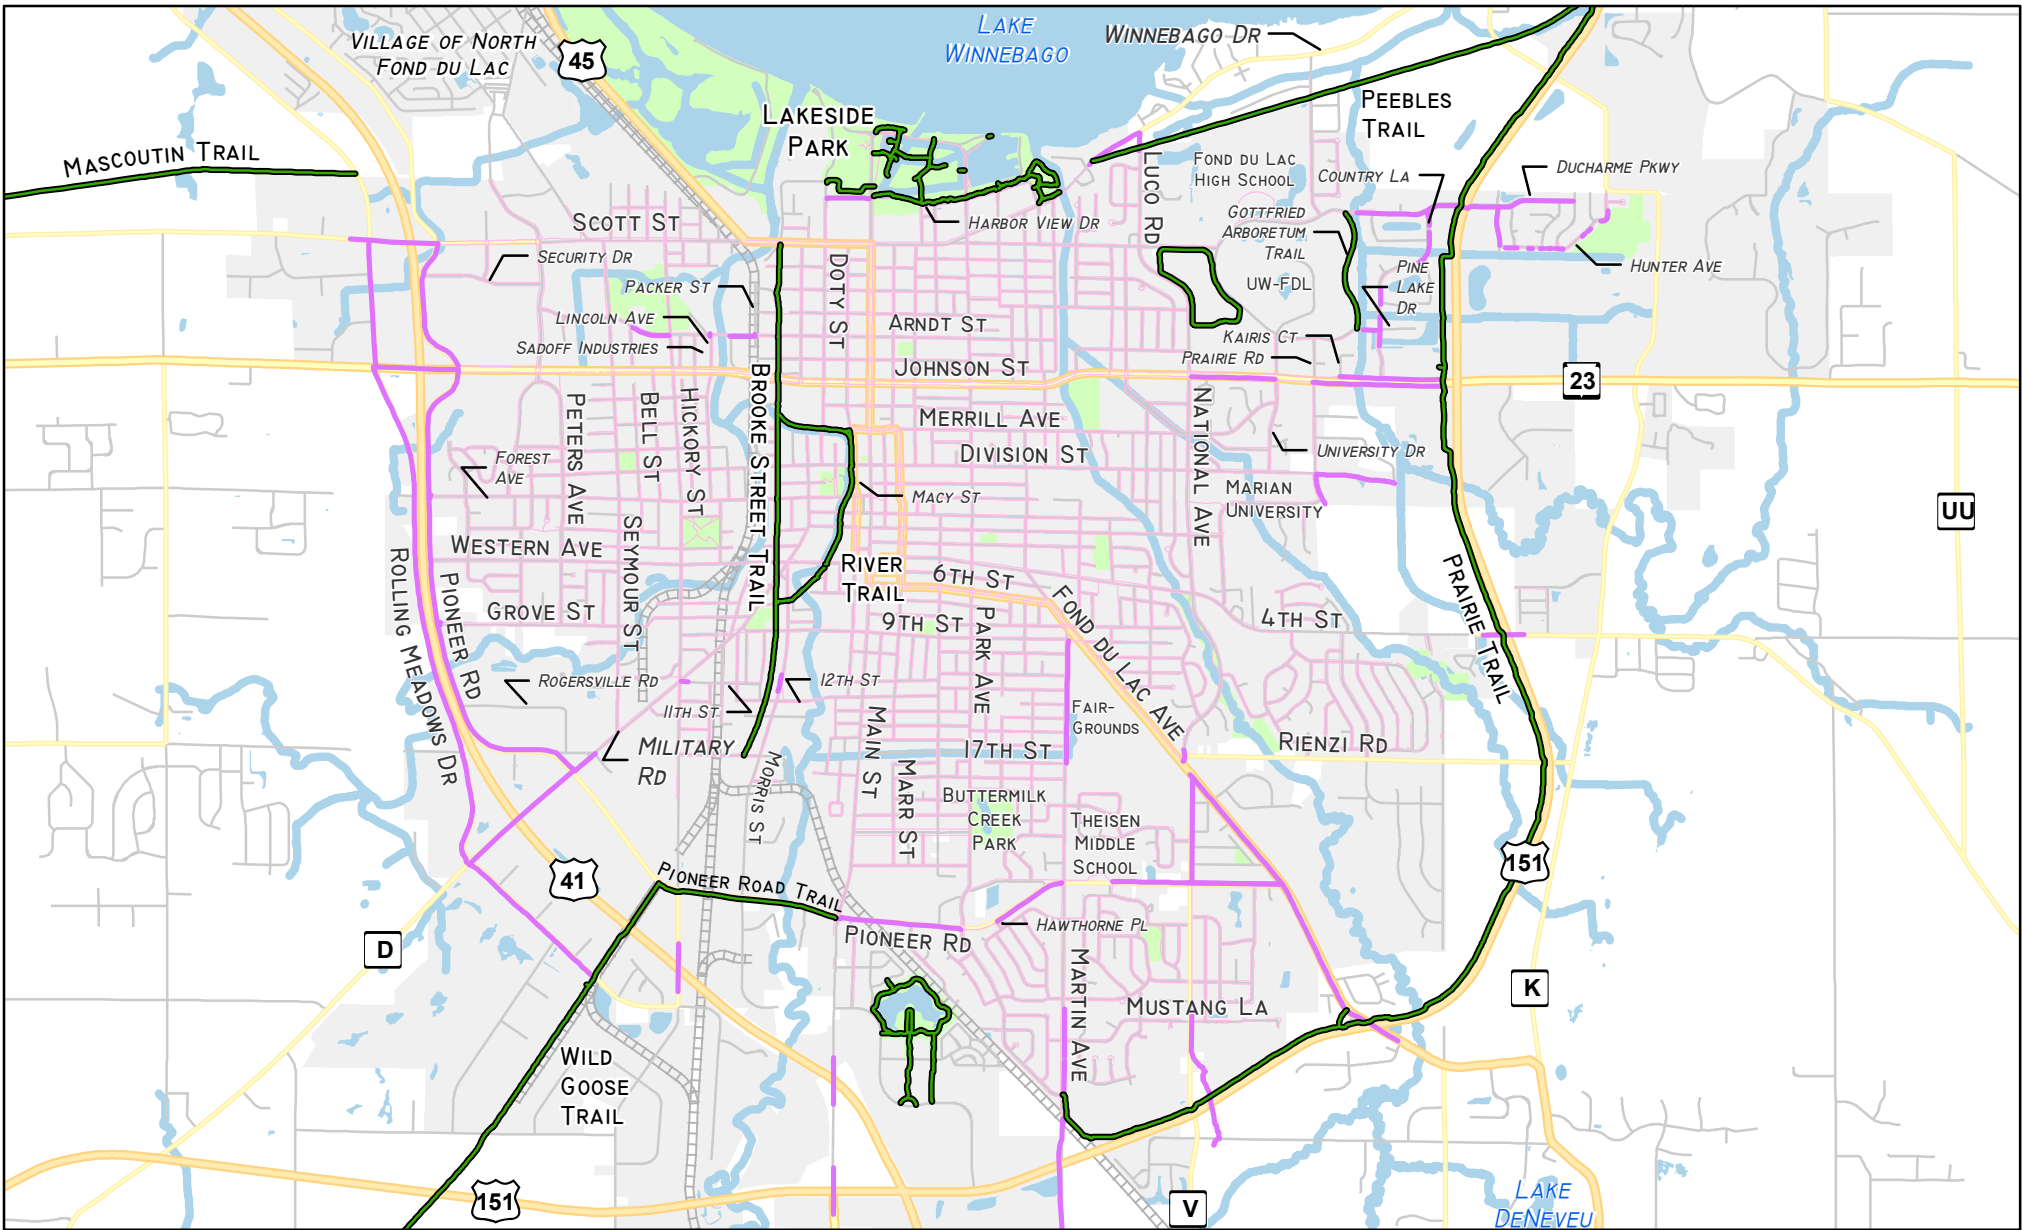 LAKE
WINNEBAGO
WINNEBAGO DR
VILLAGE OF NORTH
FOND DU LAC
45
LAKESIDE
PARK
PEEBLES
TRAIL
MASCOUTIN TRAIL
LUCO RD
FOND DU LAC
HIGH SCHOOL
COUNTRY LA
DUCHARME PKWY
SCOTT ST
HARBOR VIEW DR
GOTTFRIED
ARBORETUM
TRAIL
SECURITY DR
DOTY ST
PACKER ST
UW-FDL
PINE
LAKE
DR
HUNTER AVE
LINCOLN AVE
ARNDT ST
SADOFF INDUSTRIES
KAIRIS CT
PRAIRIE RD
JOHNSON ST
23
BROOKE STREET TRAIL
PETERS AVE
BELL ST
HICKORY ST
MERRILL AVE
NATIONAL AVE
DIVISION ST
UNIVERSITY DR
FOREST
AVE
MACY ST
MARIAN
UNIVERSITY
UU
SEYMOUR ST
WESTERN AVE
ROLLING MEADOWS DR
PIONEER RD
RIVER
TRAIL
6TH ST
PRAIRIE TRAIL
GROVE ST
9TH ST
PARK AVE
FOND DU LAC AVE
4TH ST
ROGERSVILLE RD
12TH ST
11TH ST
MAIN ST
FAIR-
GROUNDS
MILITARY
RD
17TH ST
RIENZI RD
MORRIS ST
MARR ST
BUTTERMILK
CREEK
PARK
THEISEN
MIDDLE
SCHOOL
41
PIONEER ROAD TRAIL
151
PIONEER RD
HAWTHORNE PL
D
MARTIN AVE
K
MUSTANG LA
WILD
GOOSE
TRAIL
151
V
LAKE
DENEVEU